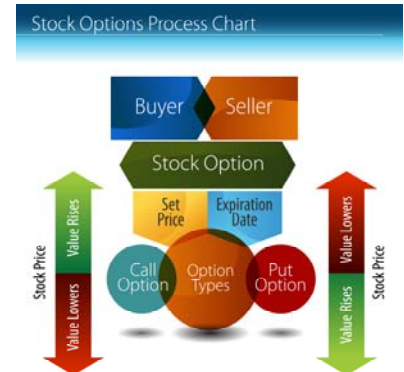 Stock Options Process Chart
Buyer
Seller
Stock Option
Set
Price
Expiration
Date
Call
Option
Option
Types
Put
Option
Stock Price
Value Rises
Value Lowers
Value Lowers
Value Rises
Stock Price